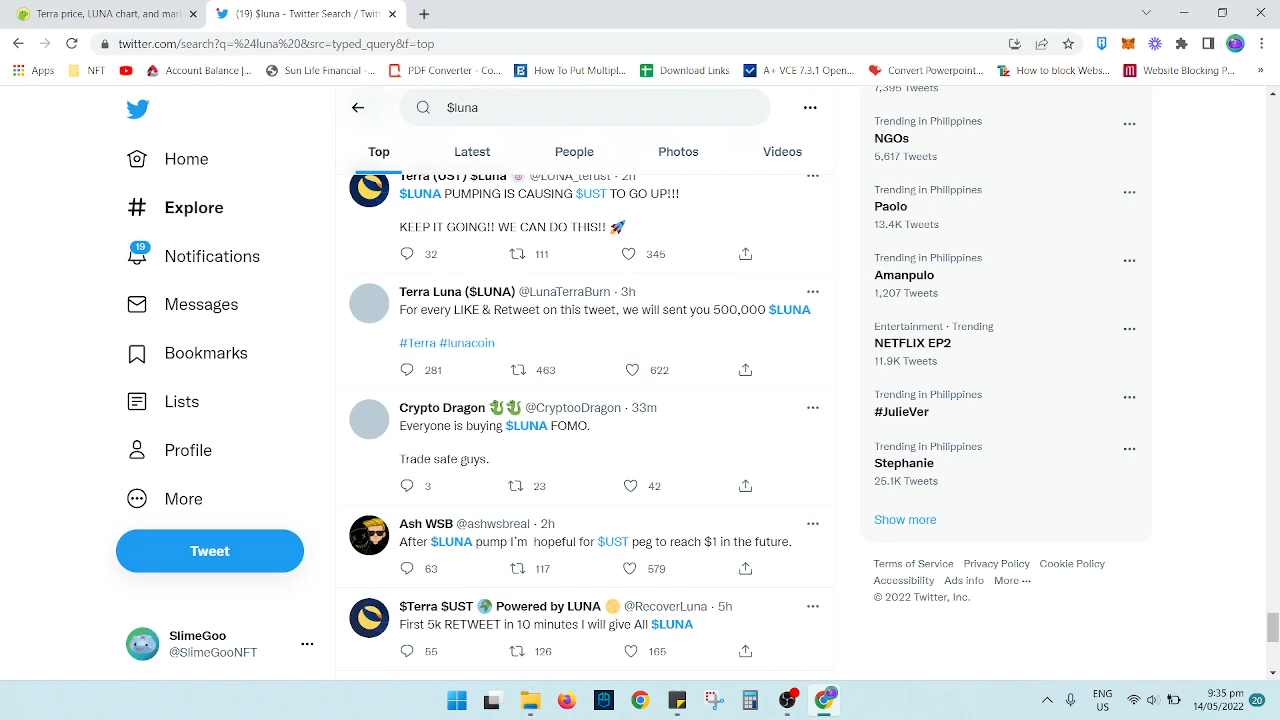 Terra price, LUNA chart, and mark
(19) $luna - Twitter Search / Twitt
twitter.com/search?q=%24luna%20&src=typed_query&f=top
Apps
NFT
Account Balance |...
Sun Life Financial -...
PDF Converter - Co...
How To Put Multipl...
Download Links
A+ VCE 7.3.1 Open...
Convert Powerpoint...
How to block Webs...
Website Blocking P...
»
$luna
Top
Latest
People
Photos
Videos
Home
Explore
19
Notifications
Messages
Bookmarks
Lists
Profile
More
Tweet
SlimeGoo
@SlimeGooNFT
Terra (UST) $Luna @LUNA_terust · 2h
$LUNA PUMPING IS CAUSING $UST TO GO UP!!!
KEEP IT GOING!! WE CAN DO THIS!! 🚀
32 111 345
Terra Luna ($LUNA) @LunaTerraBurn · 3h
For every LIKE & Retweet on this tweet, we will sent you 500,000 $LUNA
#Terra #lunacoin
281 463 622
Crypto Dragon 🐉🐉 @CryptooDragon · 33m
Everyone is buying $LUNA FOMO.
Trade safe guys.
3 23 42
Ash WSB @ashwsbreal · 2h
After $LUNA pump I'm hopeful for $UST peg to reach $1 in the future.
63 117 579
$Terra $UST 🌍 Powered by LUNA 🌕 @RecoverLuna · 5h
First 5k RETWEET in 10 minutes I will give All $LUNA
55 126 165
7,395 Tweets
Trending in Philippines
NGOs
5,617 Tweets
Trending in Philippines
Paolo
13.4K Tweets
Trending in Philippines
Amanpulo
1,207 Tweets
Entertainment · Trending
NETFLIX EP2
11.9K Tweets
Trending in Philippines
#JulieVer
Trending in Philippines
Stephanie
25.1K Tweets
Show more
Terms of Service Privacy Policy Cookie Policy
Accessibility Ads info More ···
© 2022 Twitter, Inc.
ENG
US
9:35 pm
14/05/2022
20